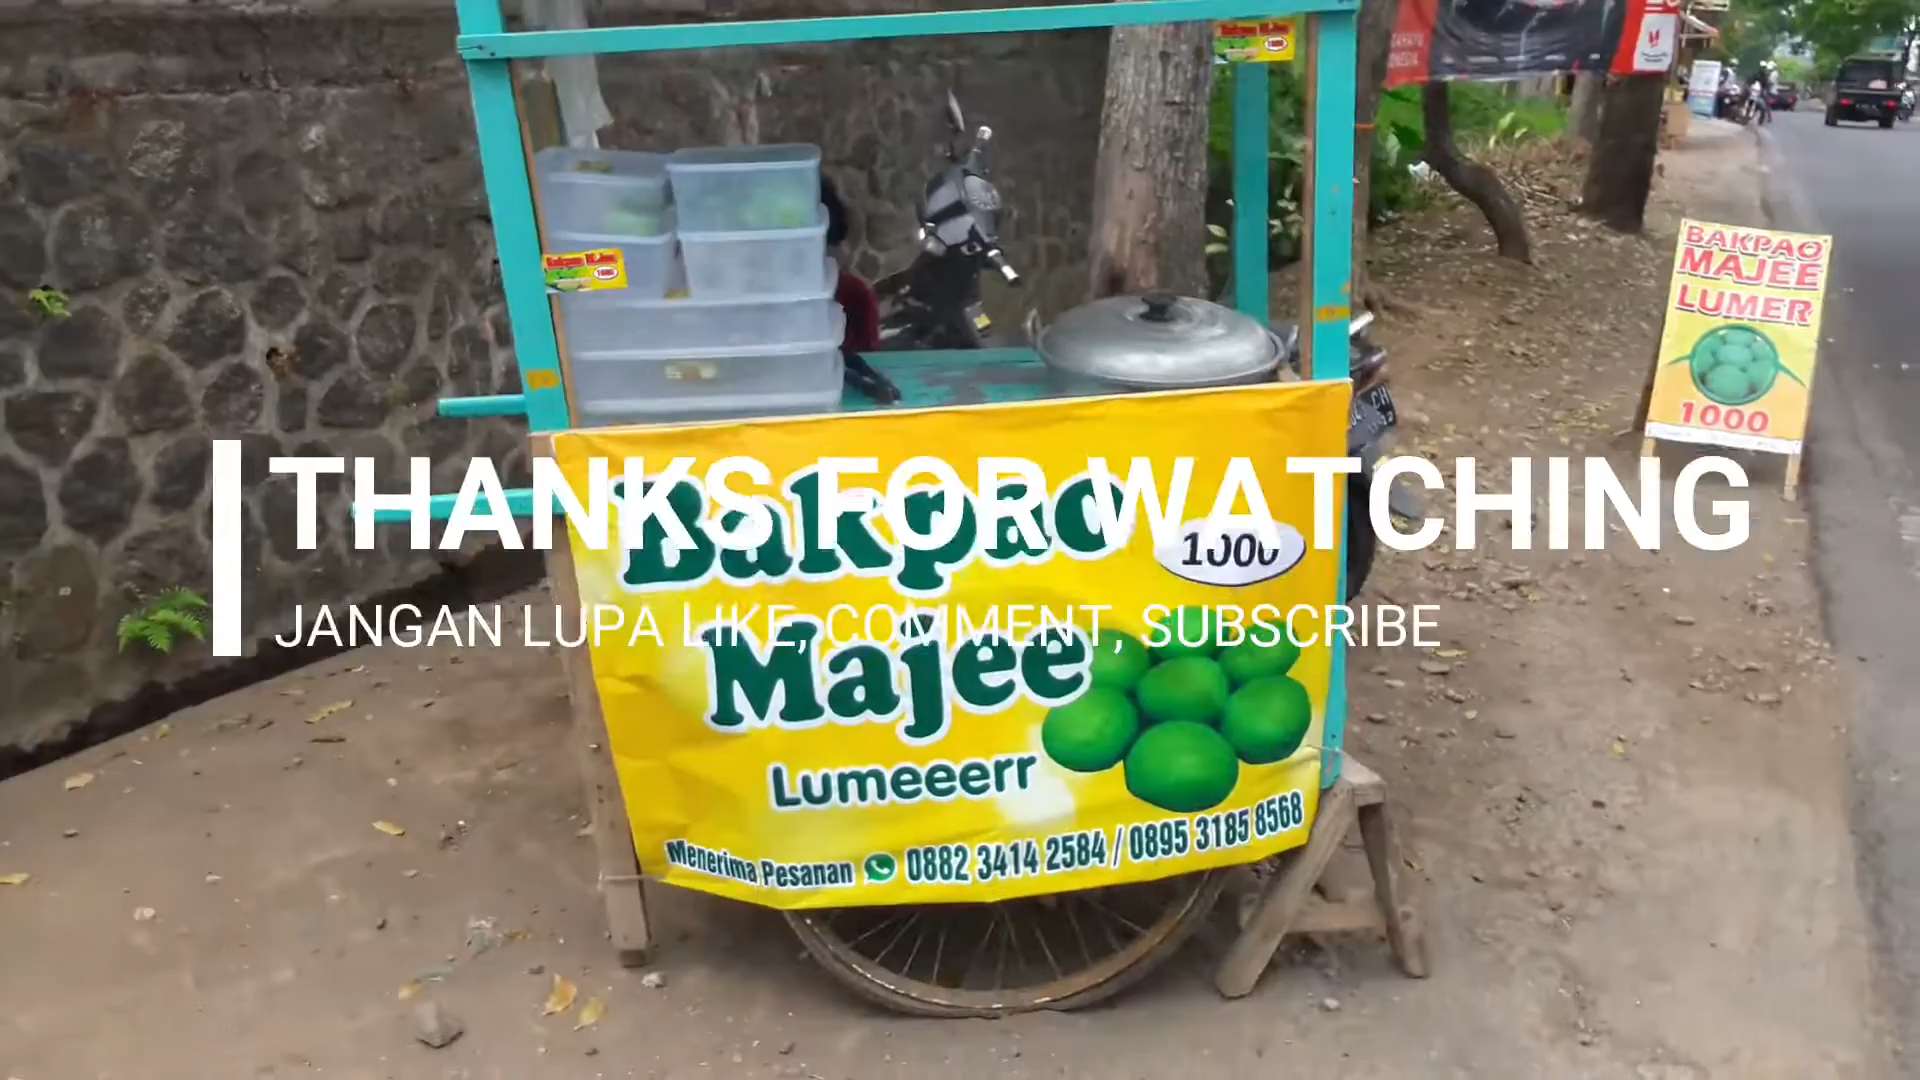 THANKS FOR WATCHING
JANGAN LUPA LIKE, COMMENT, SUBSCRIBE
Bakpao
1000
Majee
Lumeeerr
Menerima Pesanan 0882 3414 2584 / 0895 3185 8568
BAKPAO
MAJEE
LUMER
1000